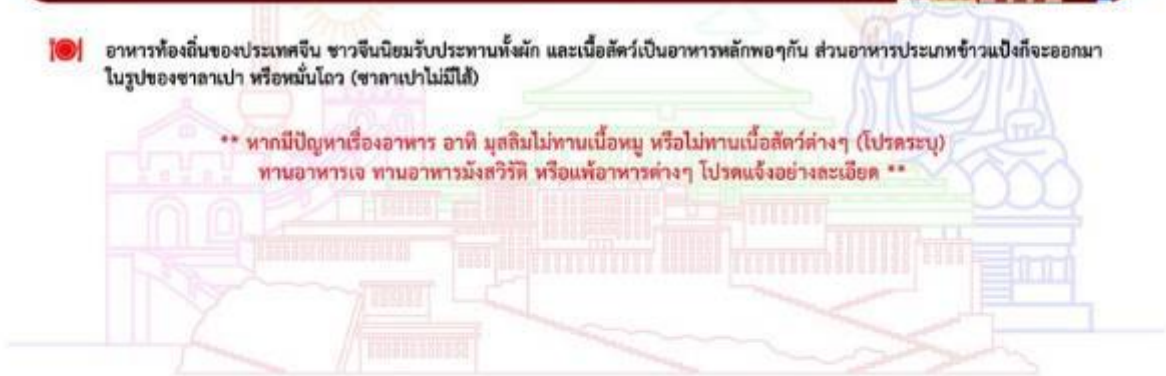 อาหารท้องถิ่นของประเทศจีน ชาวจีนนิยมรับประทานทั้งผัก และเนื้อสัตว์เป็นอาหารหลักพอๆกัน ส่วนอาหารประเภทข้าวแป้งก็จะออกมา
ในรูปของซาลาเปา หรือหมั่นโถว (ซาลาเปาไม่มีไส้)
** หากมีปัญหาเรื่องอาหาร อาทิ มุสลิมไม่ทานเนื้อหมู หรือไม่ทานเนื้อสัตว์ต่างๆ (โปรดระบุ)
ทานอาหารเจ ทานอาหารมังสวิรัติ หรือแพ้อาหารต่างๆ โปรดแจ้งอย่างละเอียด **